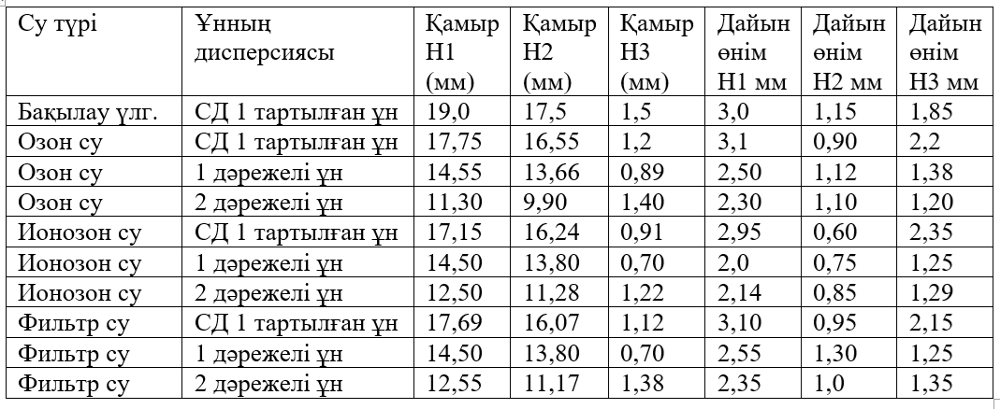 Су түрі | Ұнның дисперсиясы | Қамыр Н1 (мм) | Қамыр Н2 (мм) | Қамыр Н3 (мм) | Дайын өнім Н1 мм | Дайын өнім Н2 мм | Дайын өнім Н3 мм
Бақылау үлг. | СД 1 тартылған ұн | 19,0 | 17,5 | 1,5 | 3,0 | 1,15 | 1,85
Озон су | СД 1 тартылған ұн | 17,75 | 16,55 | 1,2 | 3,1 | 0,90 | 2,2
Озон су | 1 дәрежелі ұн | 14,55 | 13,66 | 0,89 | 2,50 | 1,12 | 1,38
Озон су | 2 дәрежелі ұн | 11,30 | 9,90 | 1,40 | 2,30 | 1,10 | 1,20
Ионозон су | СД 1 тартылған ұн | 17,15 | 16,24 | 0,91 | 2,95 | 0,60 | 2,35
Ионозон су | 1 дәрежелі ұн | 14,50 | 13,80 | 0,70 | 2,0 | 0,75 | 1,25
Ионозон су | 2 дәрежелі ұн | 12,50 | 11,28 | 1,22 | 2,14 | 0,85 | 1,29
Фильтр су | СД 1 тартылған ұн | 17,69 | 16,07 | 1,12 | 3,10 | 0,95 | 2,15
Фильтр су | 1 дәрежелі ұн | 14,50 | 13,80 | 0,70 | 2,55 | 1,30 | 1,25
Фильтр су | 2 дәрежелі ұн | 12,55 | 11,17 | 1,38 | 2,35 | 1,0 | 1,35